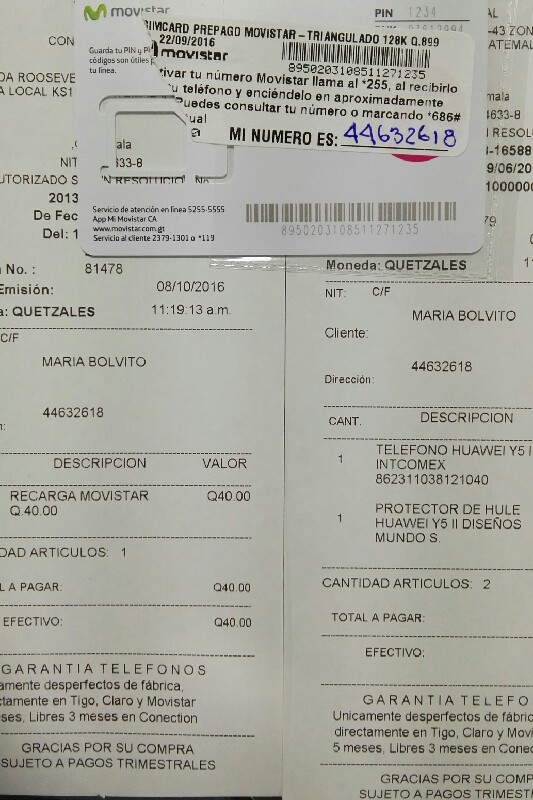 movistar
PIN 1234
SIMCARD PREPAGO MOVISTAR - TRIANGULADO 128K Q.899
22/09/2016
movistar
8950203108511271235
Guarda tu PIN y
códigos son útiles p
tu línea.
tivar tu número Movistar llama al *255, al recibirlo
tu teléfono y enciéndelo en aproximadamente
Puedes consultar tu número o marcando *686#
tual
MI NUMERO ES: 44632618
Servicio de atención en línea 5255-5555
App Mi Movistar CA
www.movistar.com.gt
Servicio al cliente 2379-1301 o *119
8950203108511271235
CON
DA ROOSEVE
A LOCAL KS1
mala
NIT 633-8
UTORIZADO S
2013
De Fec
Del: 1
No. : 81478
Emisión: 08/10/2016
a: QUETZALES 11:19:13 a.m.
C/F
MARIA BOLVITO
44632618
DESCRIPCION VALOR
RECARGA MOVISTAR Q40.00
Q.40.00
DAD ARTICULOS: 1
L A PAGAR: Q40.00
EFECTIVO: Q40.00
GARANTIA TELEFONOS
amente desperfectos de fábrica,
ctamente en Tigo, Claro y Movistar
ses, Libres 3 meses en Conection
GRACIAS POR SU COMPRA
SUJETO A PAGOS TRIMESTRALES
AL
-43 ZON
ATEMAL
mala
4633-8
RESOL
-16588
9/06/20
1000000
79
Moneda: QUETZALES 11
NIT: C/F
MARIA BOLVITO
Cliente:
44632618
Dirección:
CANT. DESCRIPCION
1 TELEFONO HUAWEI Y5 I
INTCOMEX
862311038121040
1 PROTECTOR DE HULE
HUAWEI Y5 II DISEÑOS
MUNDO S.
CANTIDAD ARTICULOS: 2
TOTAL A PAGAR:
EFECTIVO:
GARANTIA TELEFO
Unicamente desperfectos de fábric
directamente en Tigo, Claro y Movi
5 meses, Libres 3 meses en Conec
GRACIAS POR SU COMP
SUJETO A PAGOS TRIMEST